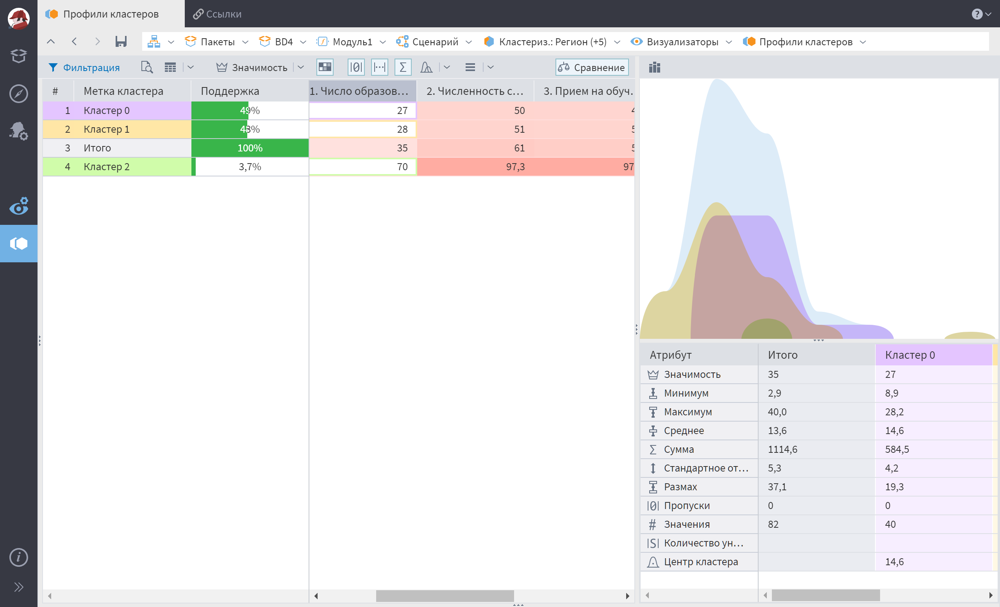 Профили кластеров
Ссылки
Пакеты
BD4
Модуль1
Сценарий
Кластериз.: Регион (+5)
Визуализаторы
Профили кластеров
Фильтрация
Значимость
Сравнение
# Метка кластера Поддержка 1. Число образов... 2. Численность с... 3. Прием на обуч.
1 Кластер 0 49% 27 50 4
2 Кластер 1 48% 28 51 5
3 Итого 100% 35 61 5
4 Кластер 2 3,7% 70 97,3 97
Атрибут Итого Кластер 0
Значимость 35 27
Минимум 2,9 8,9
Максимум 40,0 28,2
Среднее 13,6 14,6
Сумма 1114,6 584,5
Стандартное от... 5,3 4,2
Размах 37,1 19,3
Пропуски 0 0
Значения 82 40
Количество ун...
Центр кластера 14,6